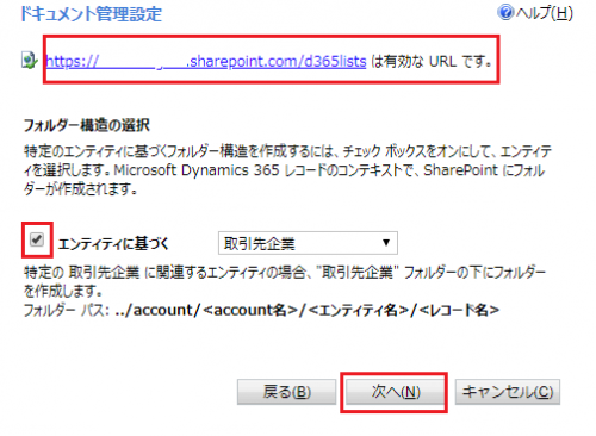 ドキュメント管理設定
ヘルプ(H)
https:// .sharepoint.com/d365lists は有効な URL です。
フォルダー構造の選択
特定のエンティティに基づくフォルダー構造を作成するには、チェック ボックスをオンにして、エンティテ
ィを選択します。Microsoft Dynamics 365 レコードのコンテキストで、SharePoint にフォル
ダーが作成されます。
エンティティに基づく 取引先企業
特定の 取引先企業 に関連するエンティティの場合、"取引先企業" フォルダーの下にフォルダー
を作成します。
フォルダー パス: ../account/<account名>/<エンティティ名>/<レコード名>
戻る(B) 次へ(N) キャンセル(C)